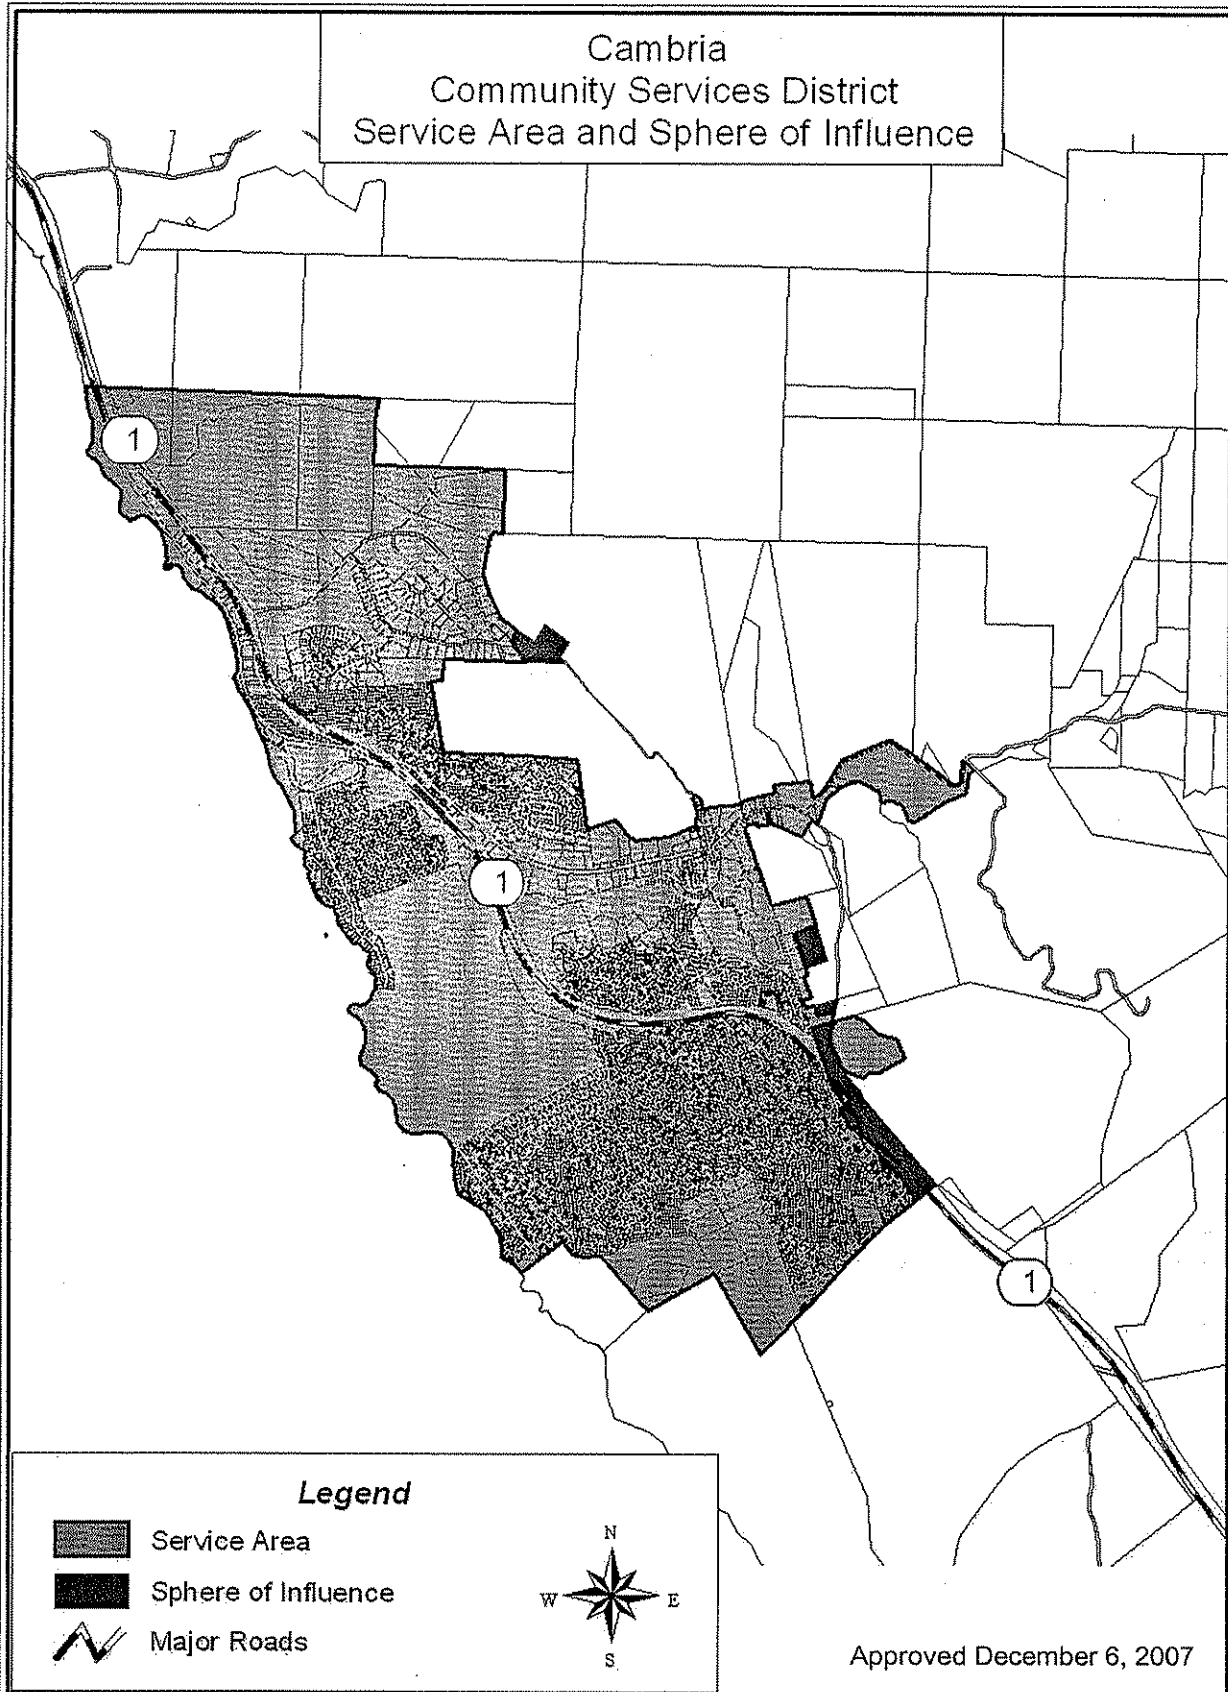 Cambria
Community Services District
Service Area and Sphere of Influence
1
1
1
Legend
Service Area
Sphere of Influence
Major Roads
N
W
E
S
Approved December 6, 2007